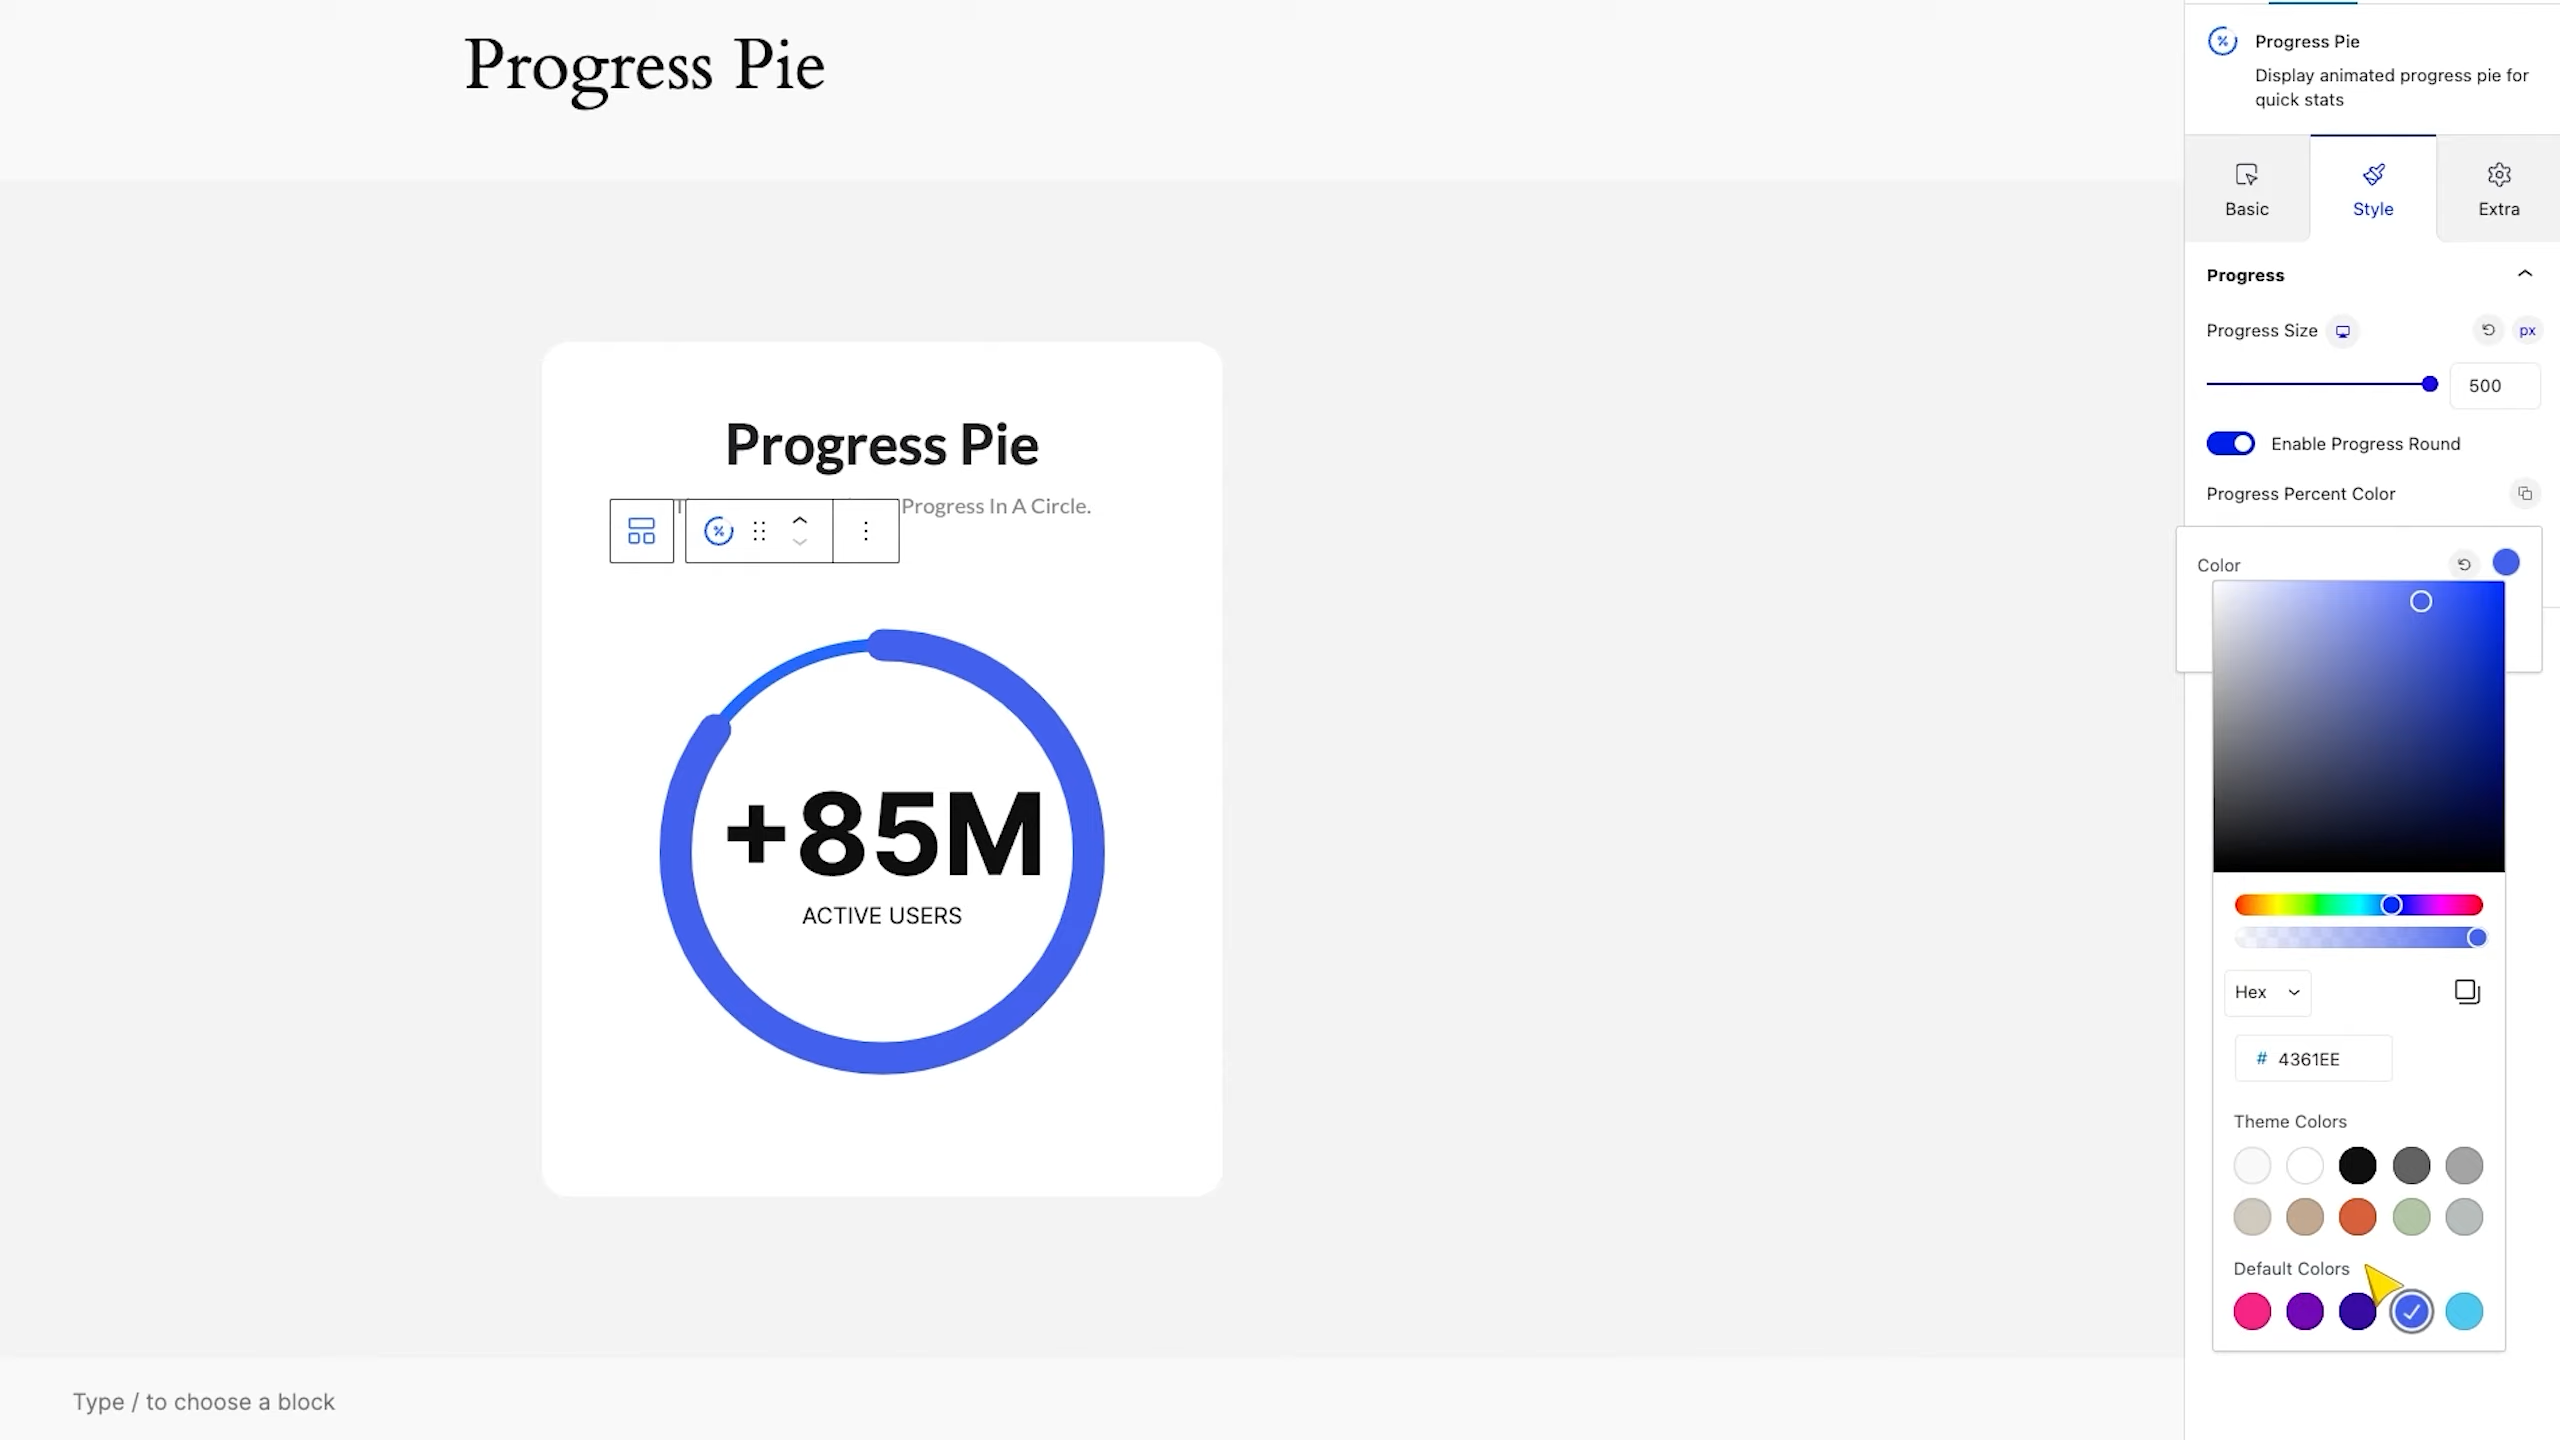 Progress Pie
Progress Pie
Progress In A Circle.
+85M
ACTIVE USERS
Type / to choose a block
Progress Pie
Display animated progress pie for
quick stats
Basic
Style
Extra
Progress
Progress Size
px
500
Enable Progress Round
Progress Percent Color
Color
Hex
# 4361EE
Theme Colors
Default Colors